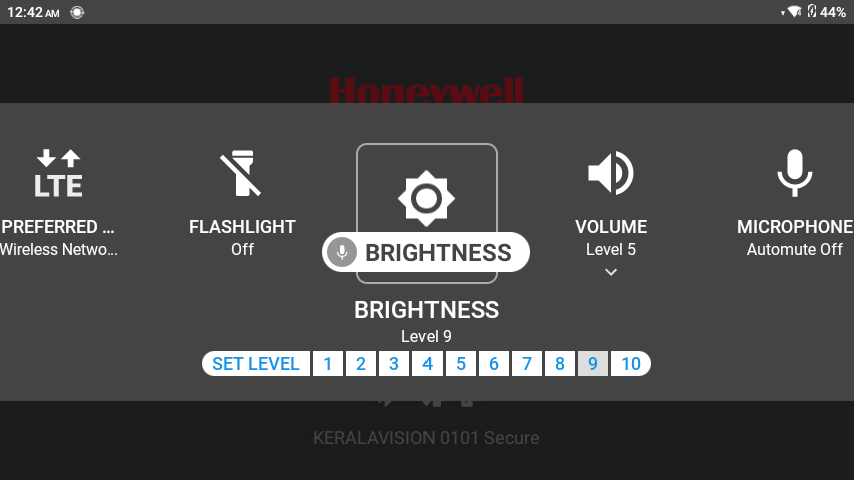 12:42 AM
44%
Honeywell
LTE
PREFERRED ...
Wireless Netwo...
FLASHLIGHT
Off
BRIGHTNESS
VOLUME
Level 5
MICROPHONE
Automute Off
BRIGHTNESS
Level 9
SET LEVEL 1 2 3 4 5 6 7 8 9 10
KERALAVISION 0101 Secure